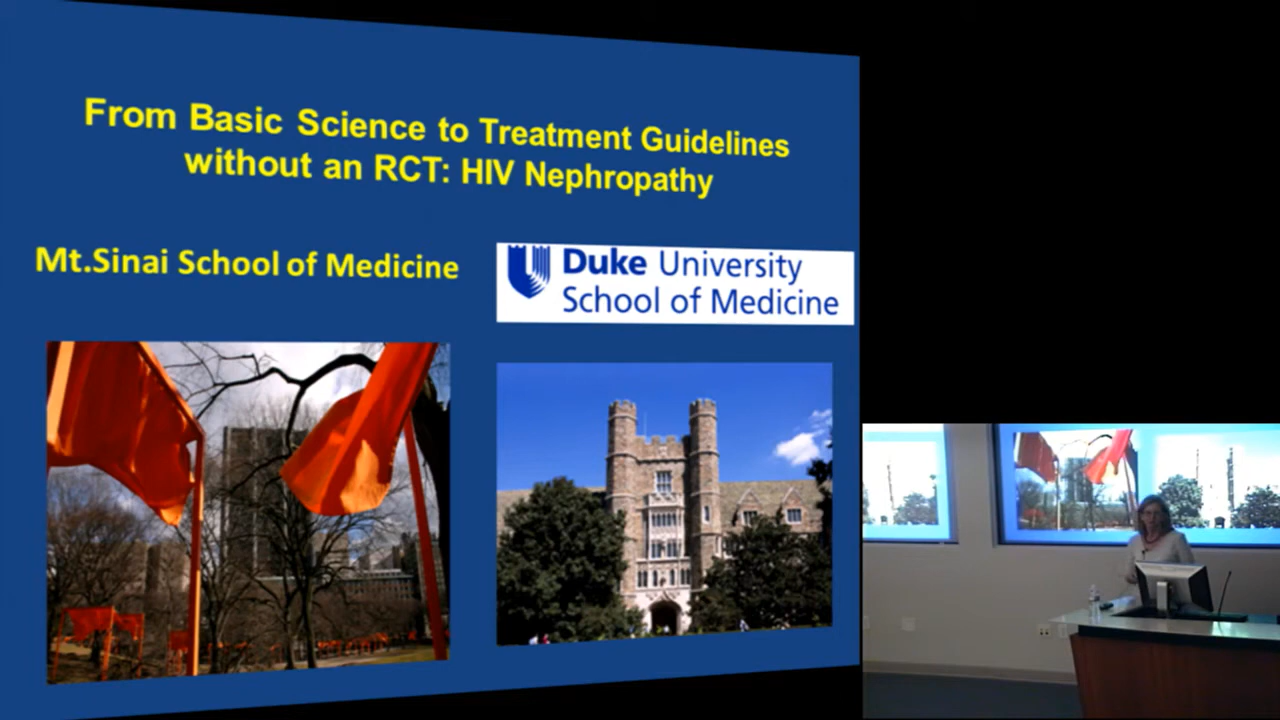 From Basic Science to Treatment Guidelines
without an RCT: HIV Nephropathy
Mt.Sinai School of Medicine
Duke University
School of Medicine